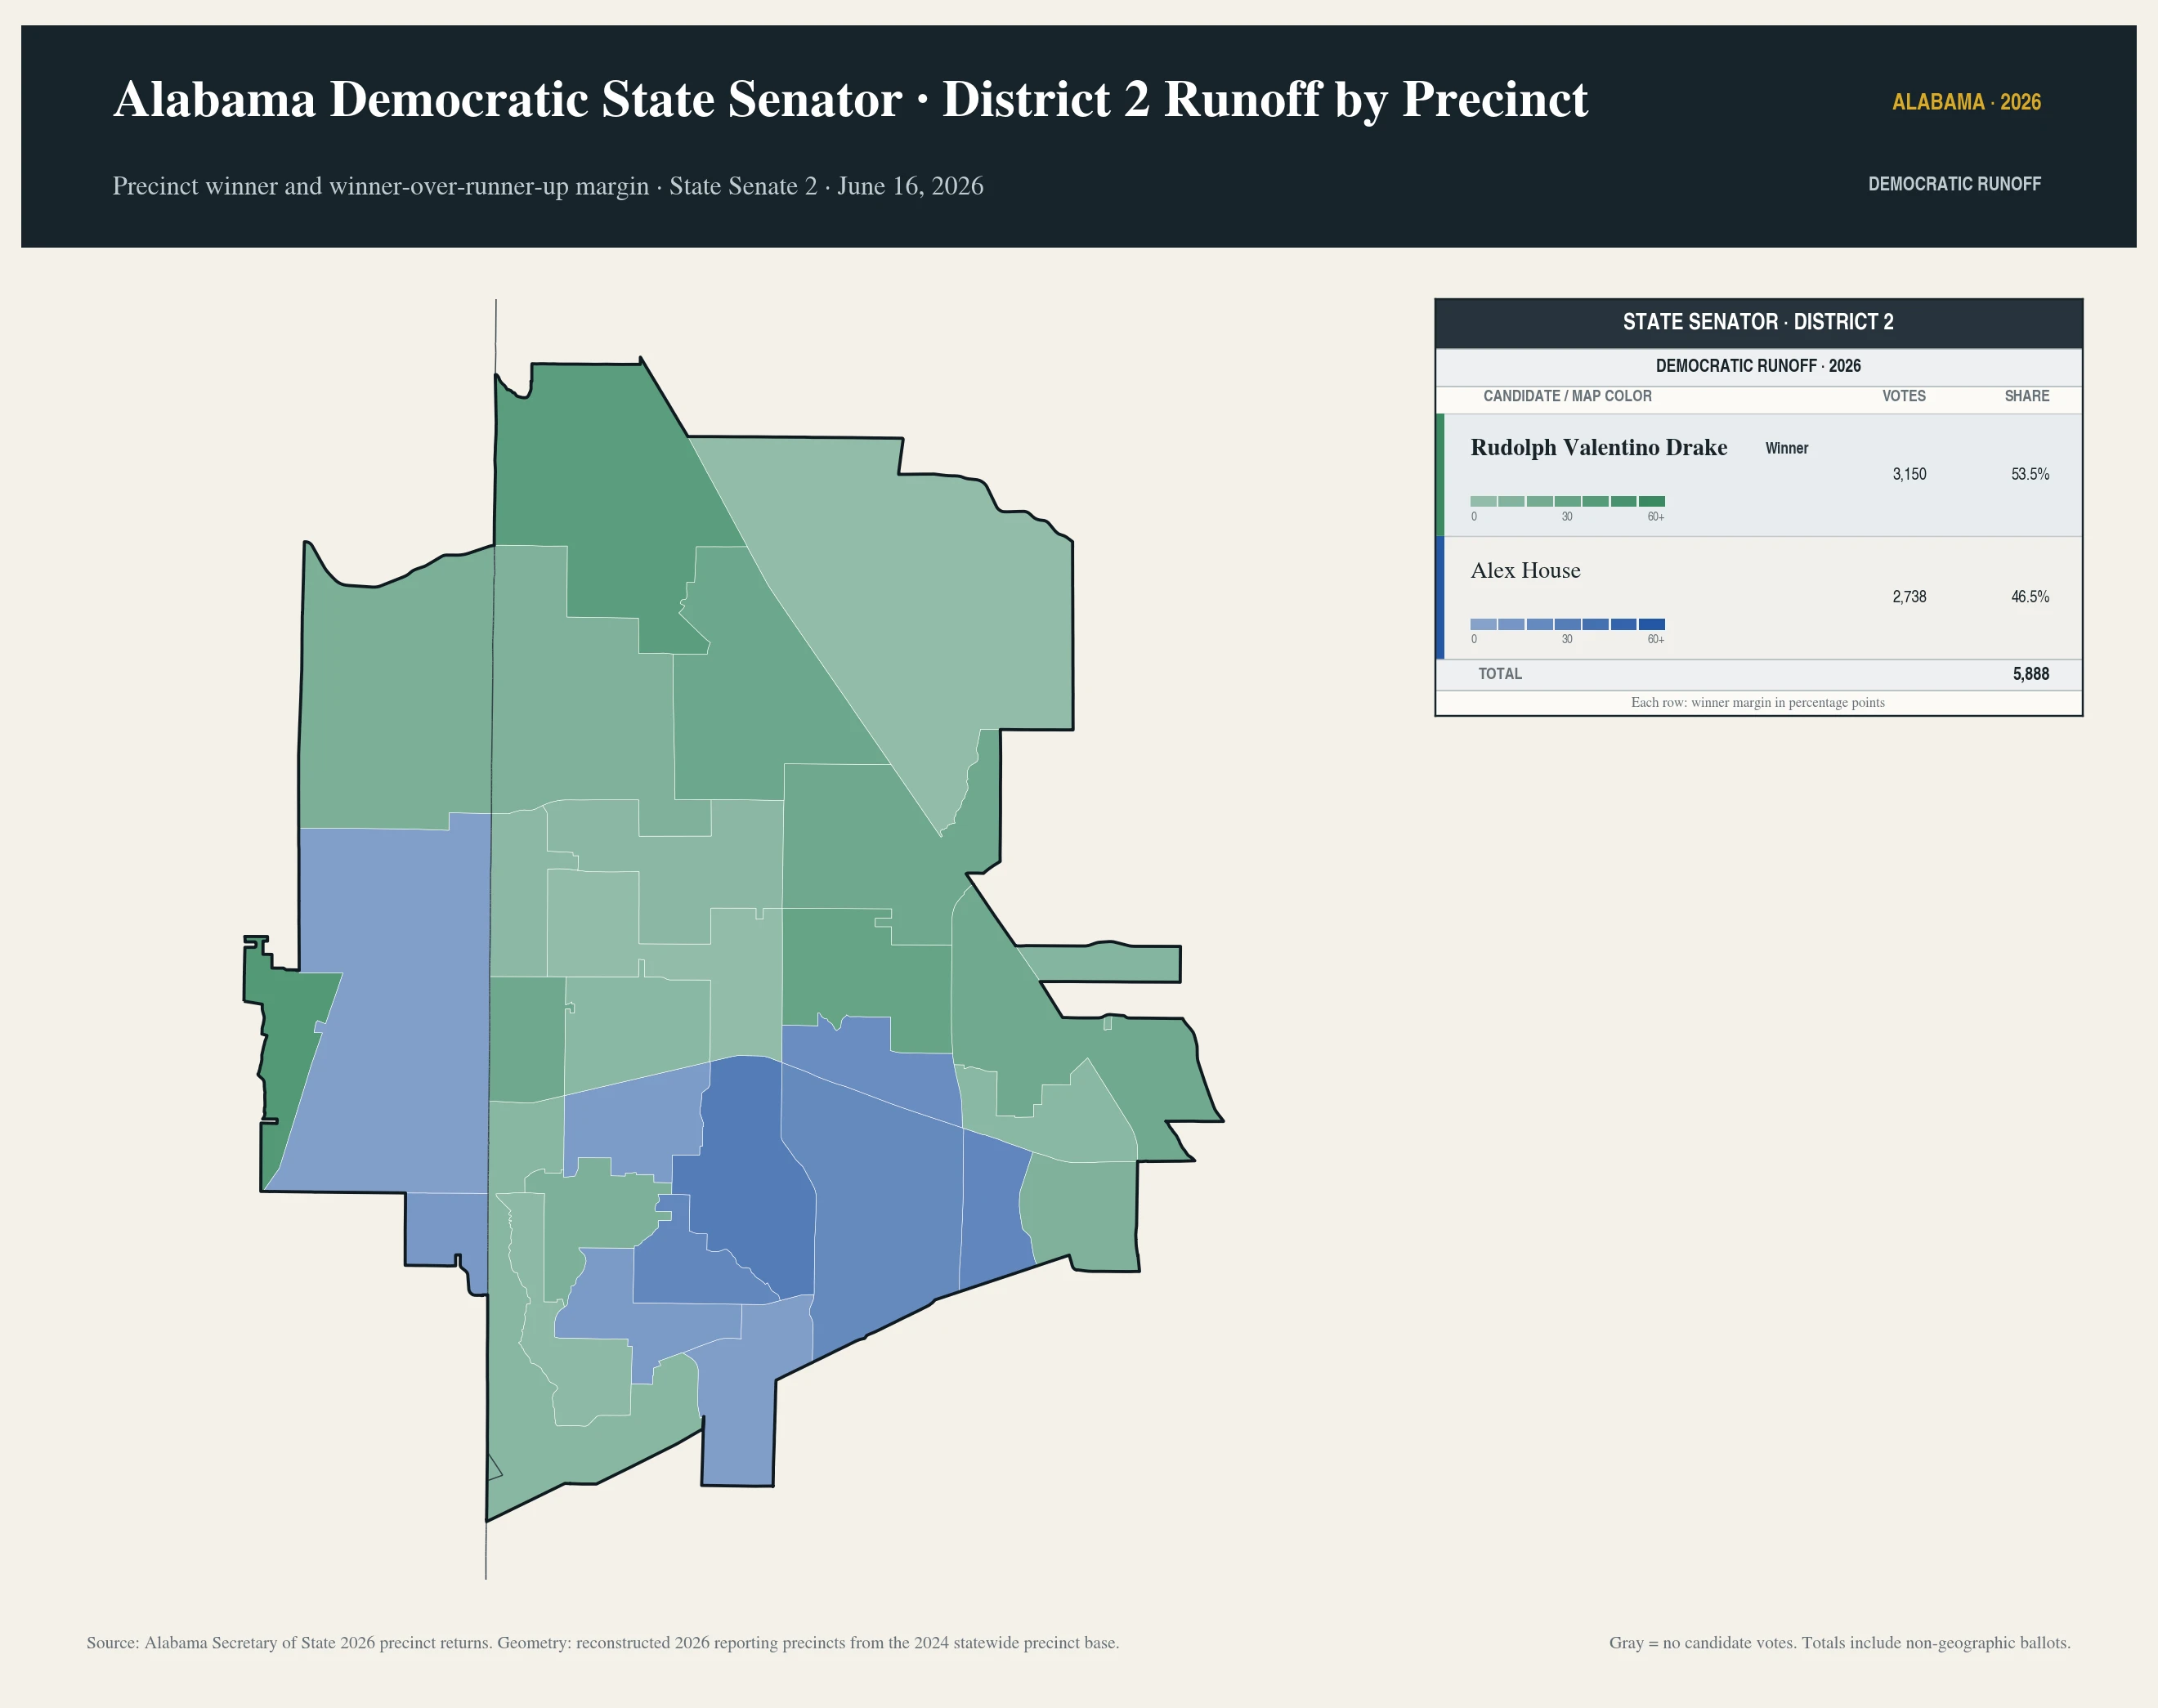 Alabama Democratic State Senator · District 2 Runoff by Precinct
ALABAMA · 2026
Precinct winner and winner-over-runner-up margin · State Senate 2 · June 16, 2026
DEMOCRATIC RUNOFF
STATE SENATOR · DISTRICT 2
DEMOCRATIC RUNOFF · 2026
CANDIDATE / MAP COLOR VOTES SHARE
Rudolph Valentino Drake Winner
3,150 53.5%
0 30 60+
Alex House
2,738 46.5%
0 30 60+
TOTAL 5,888
Each row: winner margin in percentage points
Source: Alabama Secretary of State 2026 precinct returns. Geometry: reconstructed 2026 reporting precincts from the 2024 statewide precinct base.
Gray = no candidate votes. Totals include non-geographic ballots.